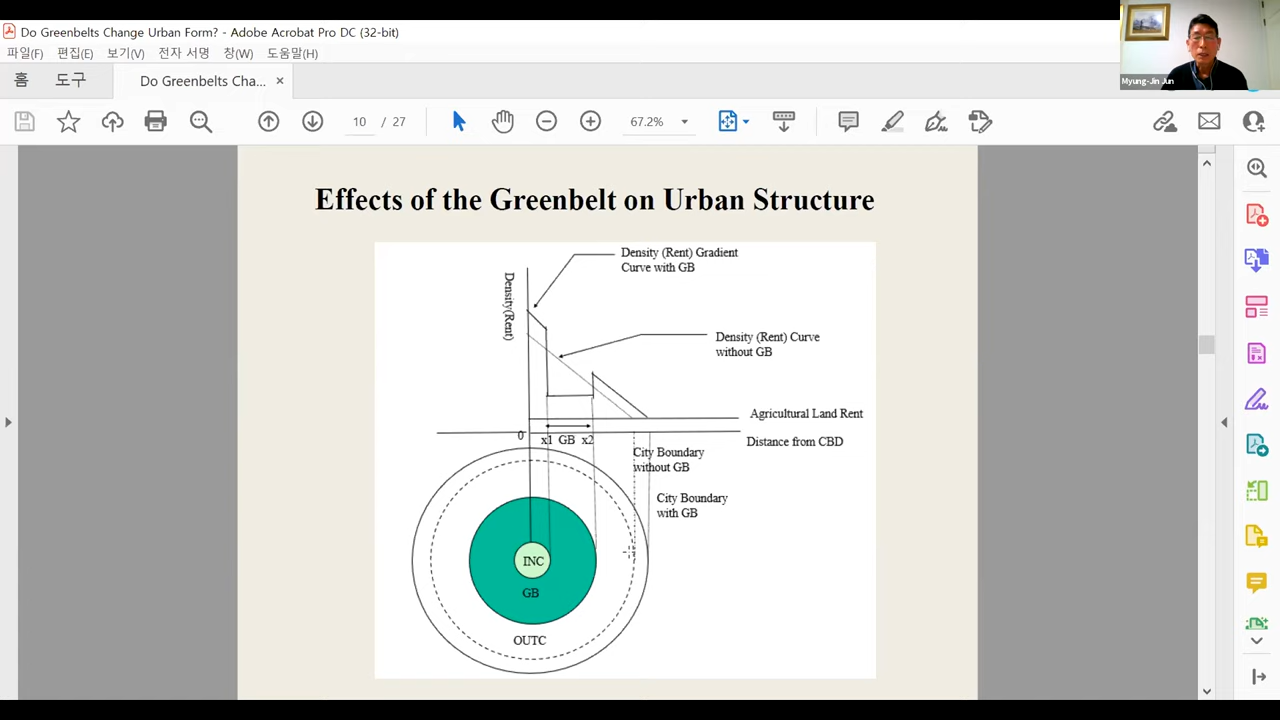 Do Greenbelts Change Urban Form? - Adobe Acrobat Pro DC (32-bit)
파일(F) 편집(E) 보기(V) 전자 서명 창(W) 도움말(H)
Myung-Jin Jun
홈 도구 Do Greenbelts Cha... ×
10 / 27 67.2%
Effects of the Greenbelt on Urban Structure
Density (Rent) Gradient
Curve with GB
Density(Rent)
Density (Rent) Curve
without GB
Agricultural Land Rent
0 x1 GB x2 Distance from CBD
City Boundary
without GB
City Boundary
with GB
INC
GB
OUTC